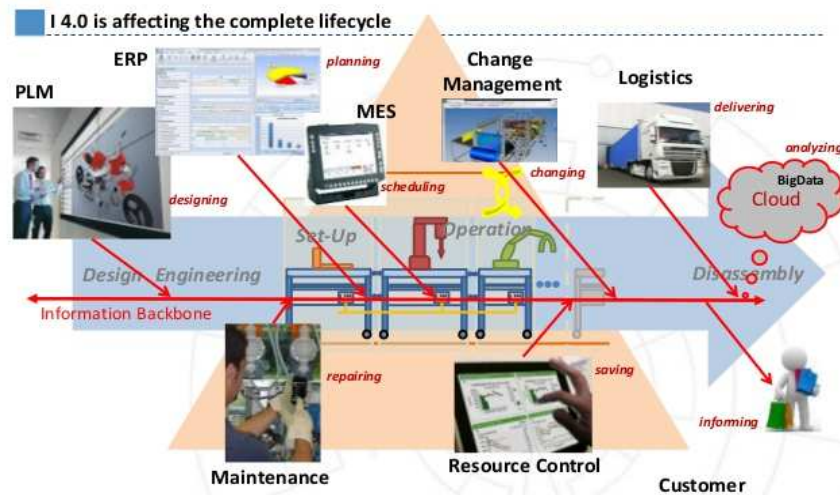 I 4.0 is affecting the complete lifecycle
ERP
planning
Change
Management
Logistics
PLM
MES
delivering
analyzing
BigData
Cloud
designing
scheduling
changing
Set-Up
Operation
Design
Engineering
Disassembly
Information Backbone
repairing
saving
informing
Maintenance
Resource Control
Customer